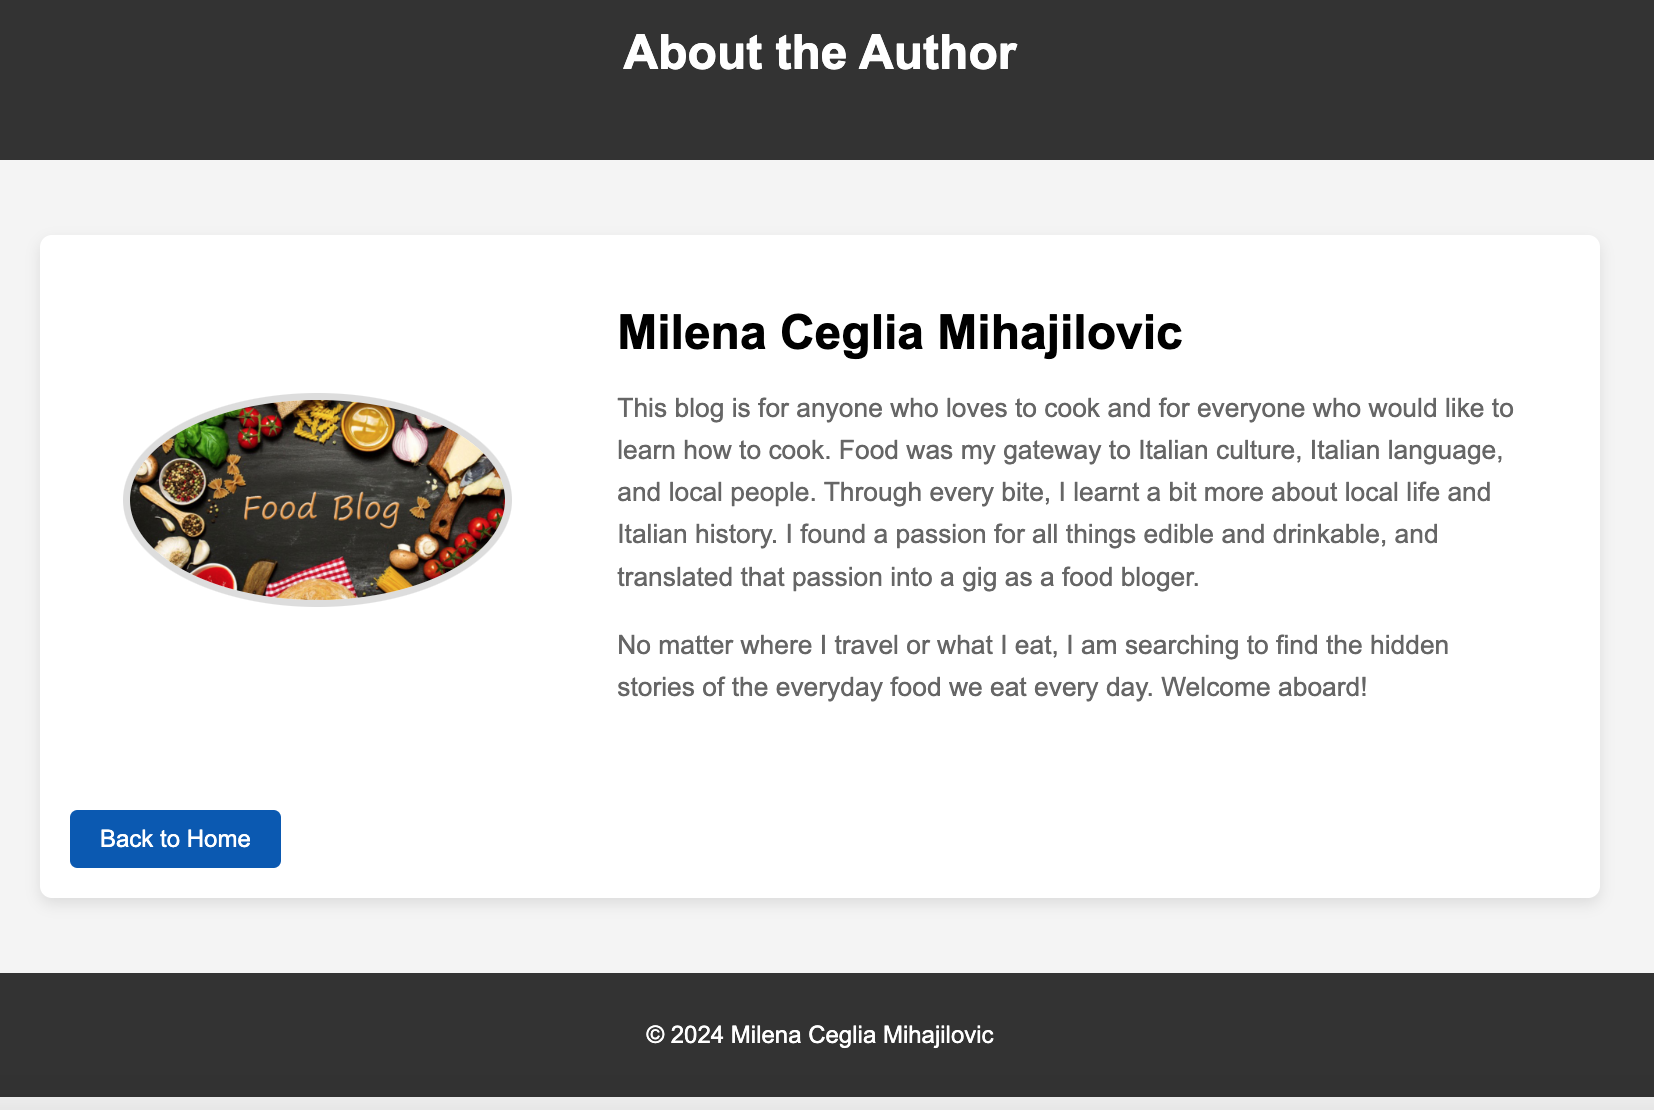 About the Author
Milena Ceglia Mihajilovic
This blog is for anyone who loves to cook and for everyone who would like to
learn how to cook. Food was my gateway to Italian culture, Italian language,
and local people. Through every bite, I learnt a bit more about local life and
Italian history. I found a passion for all things edible and drinkable, and
translated that passion into a gig as a food bloger.
Food Blog
No matter where I travel or what I eat, I am searching to find the hidden
stories of the everyday food we eat every day. Welcome aboard!
Back to Home
© 2024 Milena Ceglia Mihajilovic